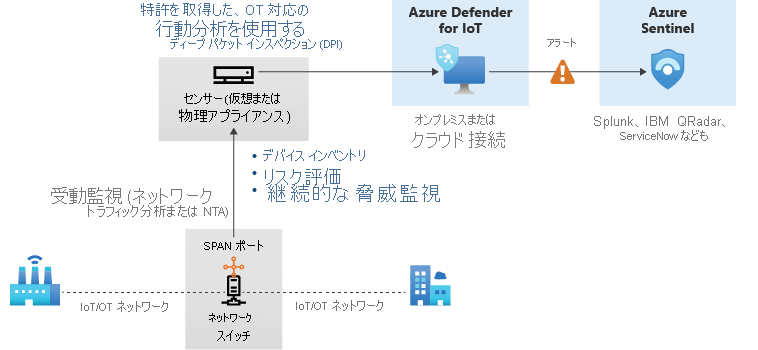 特許を取得した、OT 対応の
行動分析を使用する
ディープ パケット インスペクション (DPI)
センサー (仮想または
物理アプライアンス)
Azure Defender
for IoT
アラート
Azure
Sentinel
オンプレミスまたは
クラウド接続
Splunk、IBM QRadar、
ServiceNow なども
• デバイス インベントリ
• リスク評価
• 継続的な脅威監視
受動監視 (ネットワーク
トラフィック分析または NTA)
SPAN ポート
IoT/OT ネットワーク
IoT/OT ネットワーク
ネットワーク
スイッチ